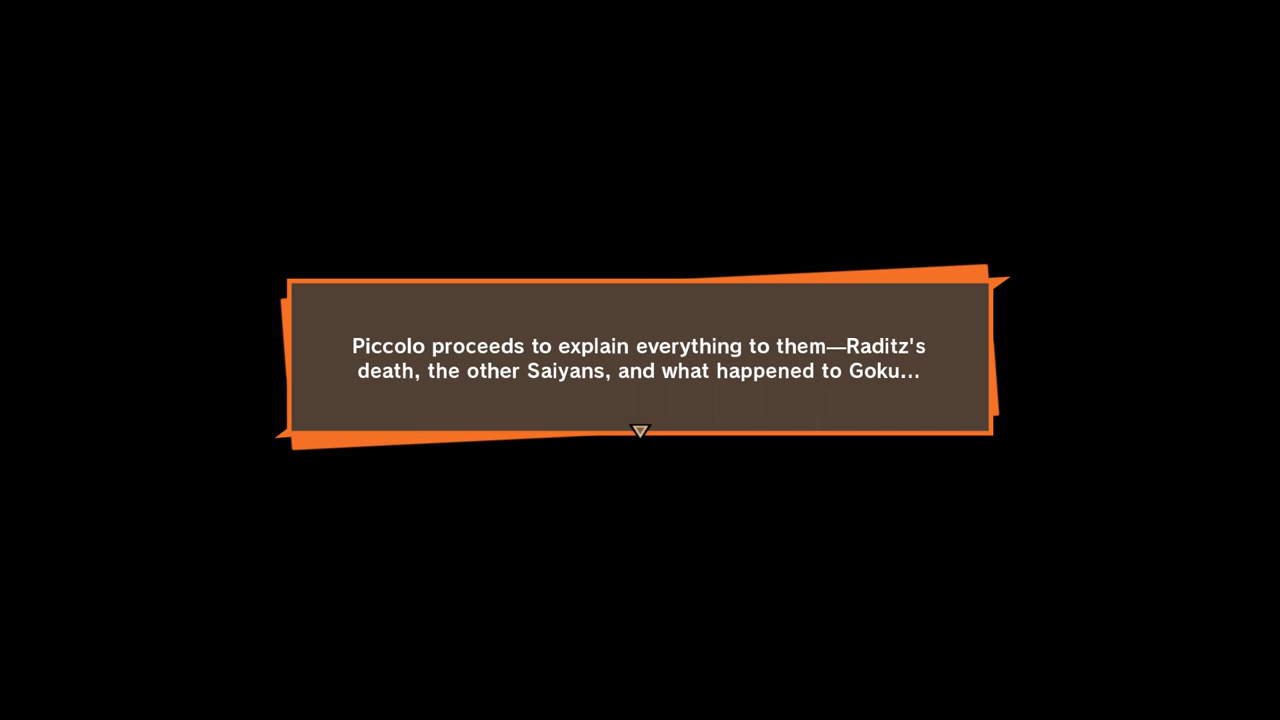 Piccolo proceeds to explain everything to them—Raditz's
death, the other Saiyans, and what happened to Goku...